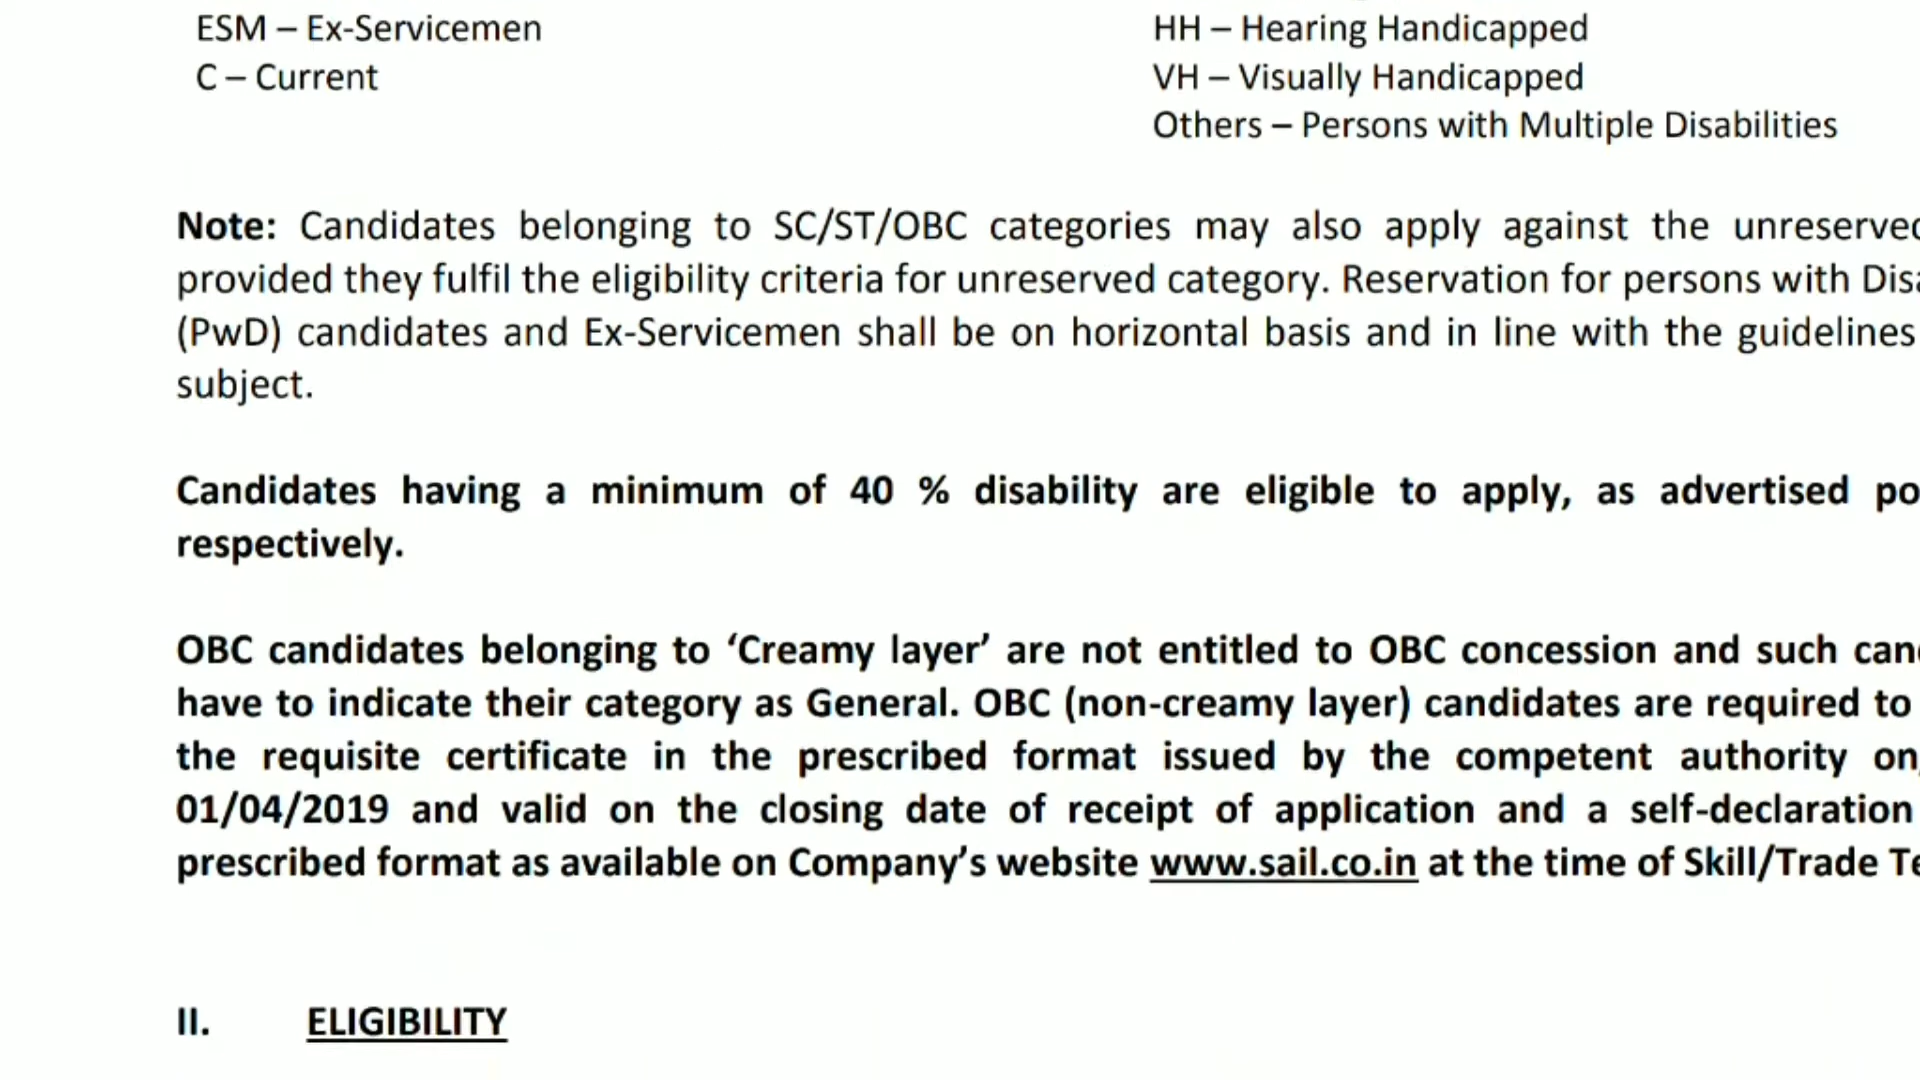 ESM – Ex-Servicemen
HH – Hearing Handicapped
C – Current
VH – Visually Handicapped
Others – Persons with Multiple Disabilities
Note: Candidates belonging to SC/ST/OBC categories may also apply against the
provided they fulfil the eligibility criteria for unreserved category. Reservation for persons with
(PwD) candidates and Ex-Servicemen shall be on horizontal basis and in line with the guidelines
subject.
Candidates having a minimum of 40 % disability are eligible to apply, as advertised
respectively.
OBC candidates belonging to ‘Creamy layer’ are not entitled to OBC concession and such
have to indicate their category as General. OBC (non-creamy layer) candidates are required to
the requisite certificate in the prescribed format issued by the competent authority
01/04/2019 and valid on the closing date of receipt of application and a self-declaration
prescribed format as available on Company’s website www.sail.co.in at the time of Skill/Trade
II. ELIGIBILITY